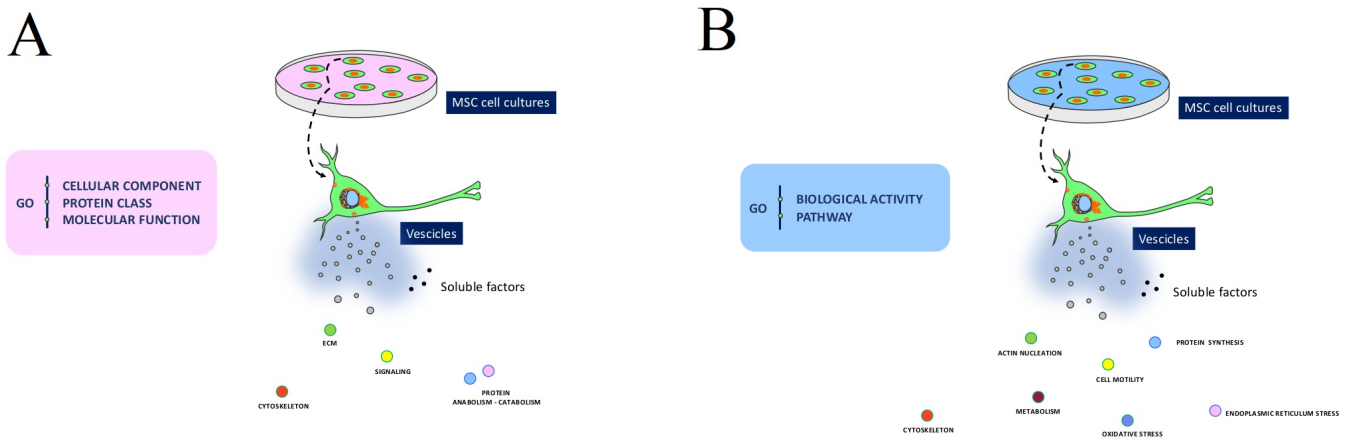 A
MSC cell cultures
GO
CELLULAR COMPONENT
PROTEIN CLASS
MOLECULAR FUNCTION
Vescicles
Soluble factors
ECM
SIGNALING
PROTEIN
ANABOLISM - CATABOLISM
CYTOSKELETON
B
MSC cell cultures
GO
BIOLOGICAL ACTIVITY
PATHWAY
Vescicles
Soluble factors
ACTIN NUCLEATION
PROTEIN SYNTHESIS
CELL MOTILITY
METABOLISM
ENDOPLASMIC RETICULUM STRESS
CYTOSKELETON
OXIDATIVE STRESS